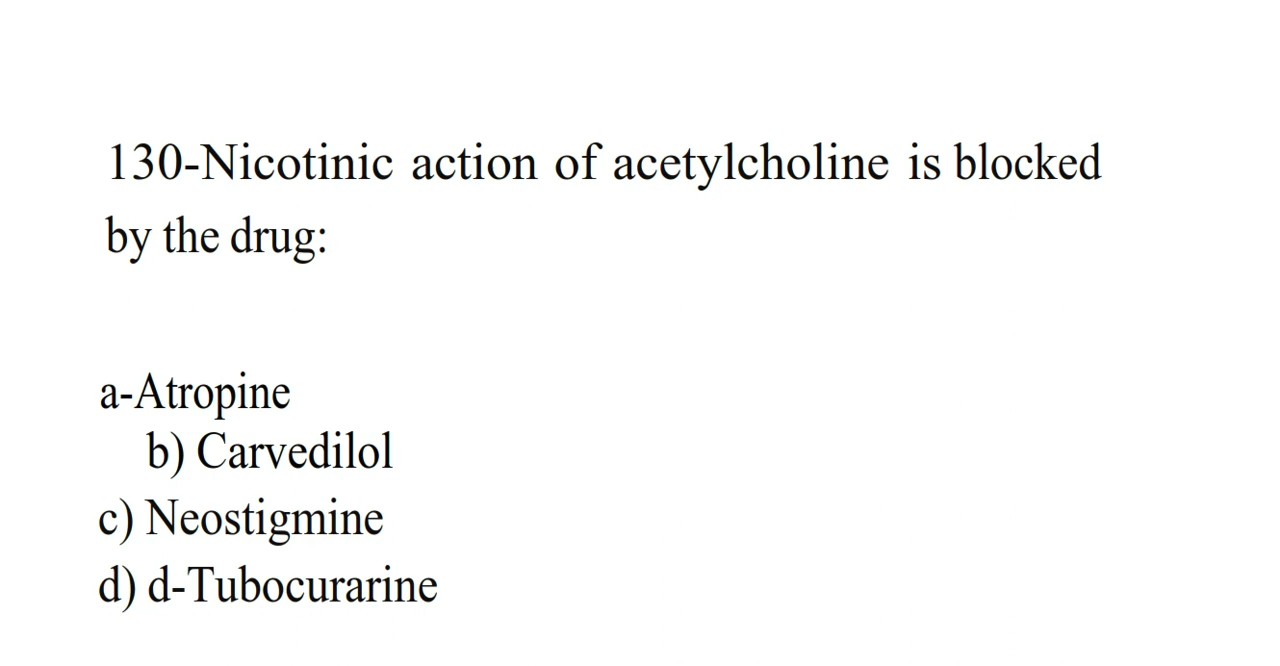 130-Nicotinic action of acetylcholine is blocked
by the drug:
a-Atropine
b) Carvedilol
c) Neostigmine
d) d-Tubocurarine